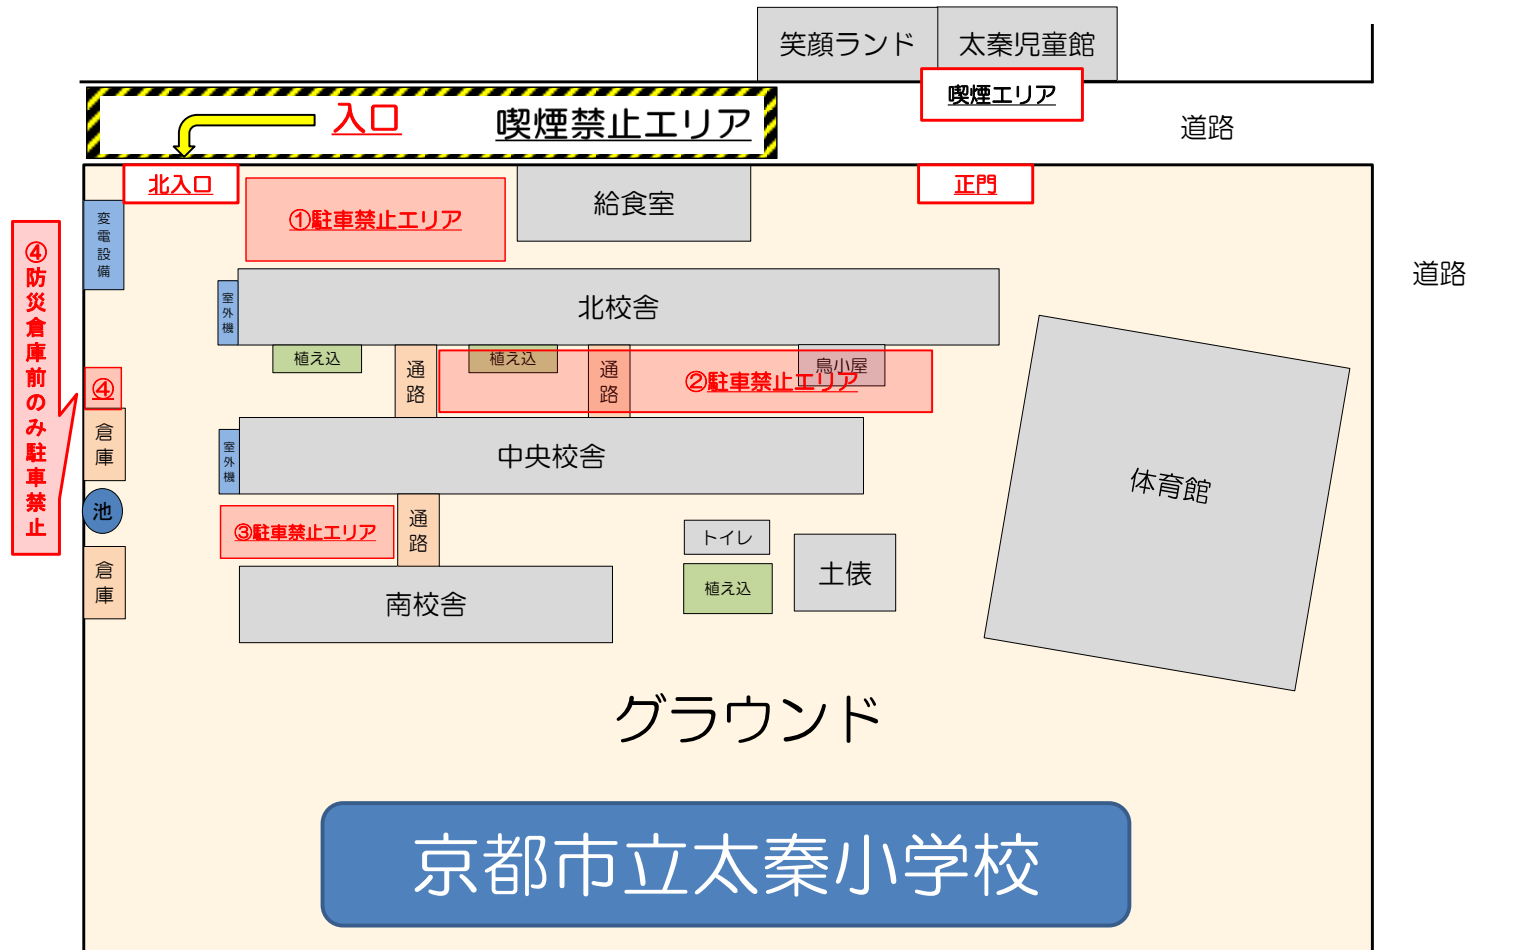 笑顔ランド
太秦児童館
喫煙エリア
入口
喫煙禁止エリア
道路
北入口
正門
①駐車禁止エリア
給食室
変電設備
④防災倉庫前のみ駐車禁止
道路
室外機
北校舎
植え込
通路
植え込
通路
鳥小屋
②駐車禁止エリア
④
倉庫
室外機
中央校舎
体育館
池
③駐車禁止エリア
通路
トイレ
倉庫
植え込
土俵
南校舎
グラウンド
京都市立太秦小学校